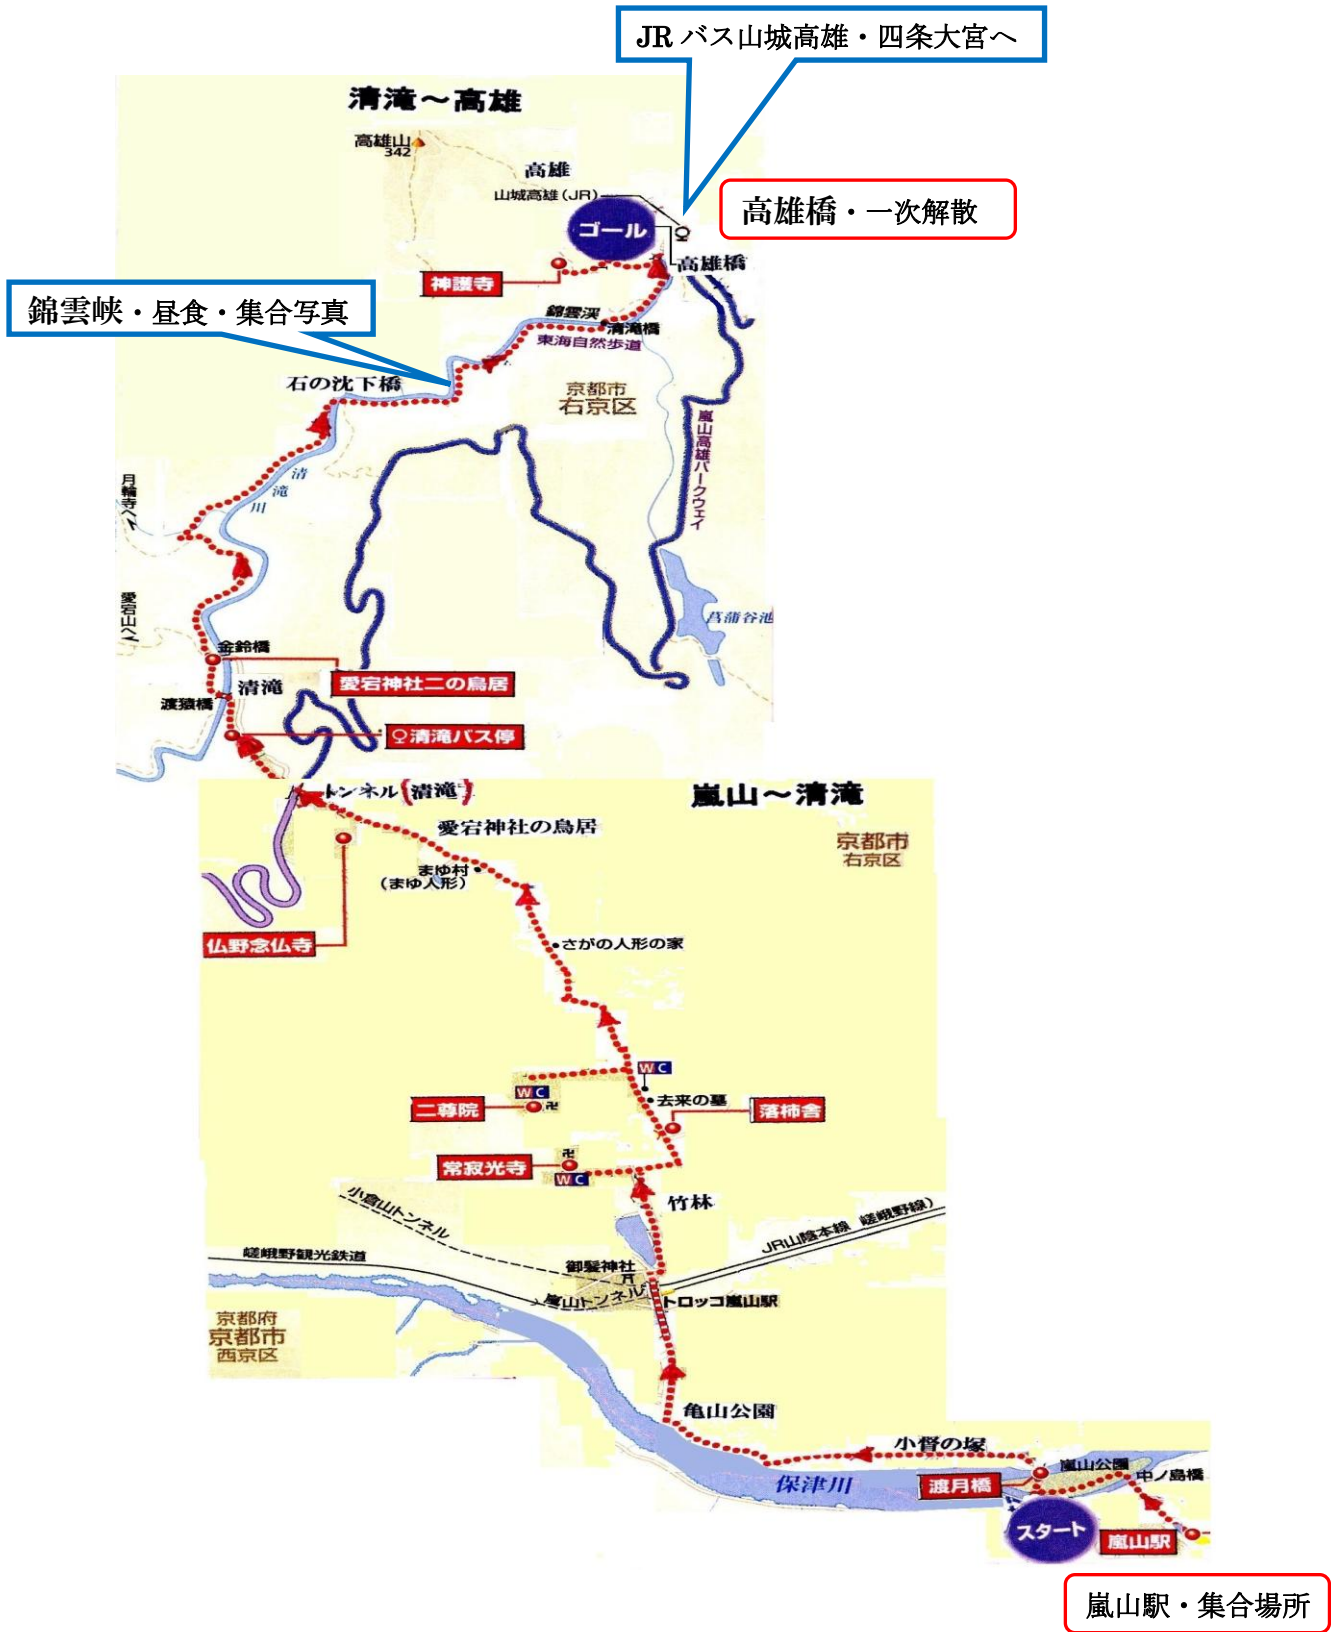 JRバス山城高雄・四条大宮へ
清滝～高雄
高雄山
342
高雄
山城高雄(JR)
高雄橋・一次解散
ゴール
高雄橋
神護寺
錦雲峡・昼食・集合写真
錦雲渓
清滝橋
東海自然歩道
石の沈下橋
京都市
右京区
嵐山高雄パークウェイ
月輪寺へ
清滝川
愛宕山へ
菖蒲谷池
金鈴橋
清滝
愛宕神社二の鳥居
渡猿橋
清滝バス停
トンネル(清滝)
嵐山～清滝
愛宕神社の鳥居
京都市
右京区
まゆ村
(まゆ人形)
仏野念仏寺
さがの人形の家
WC
WC
去来の墓
二尊院
卍
落柿舎
卍
常寂光寺
WC
竹林
小倉山トンネル
JR山陰本線 嵯峨野線)
嵯峨野観光鉄道
御髪神社
嵐山トンネル
トロッコ嵐山駅
京都府
京都市
西京区
亀山公園
小督の塚
嵐山公園
中ノ島橋
保津川
渡月橋
スタート
嵐山駅
嵐山駅・集合場所